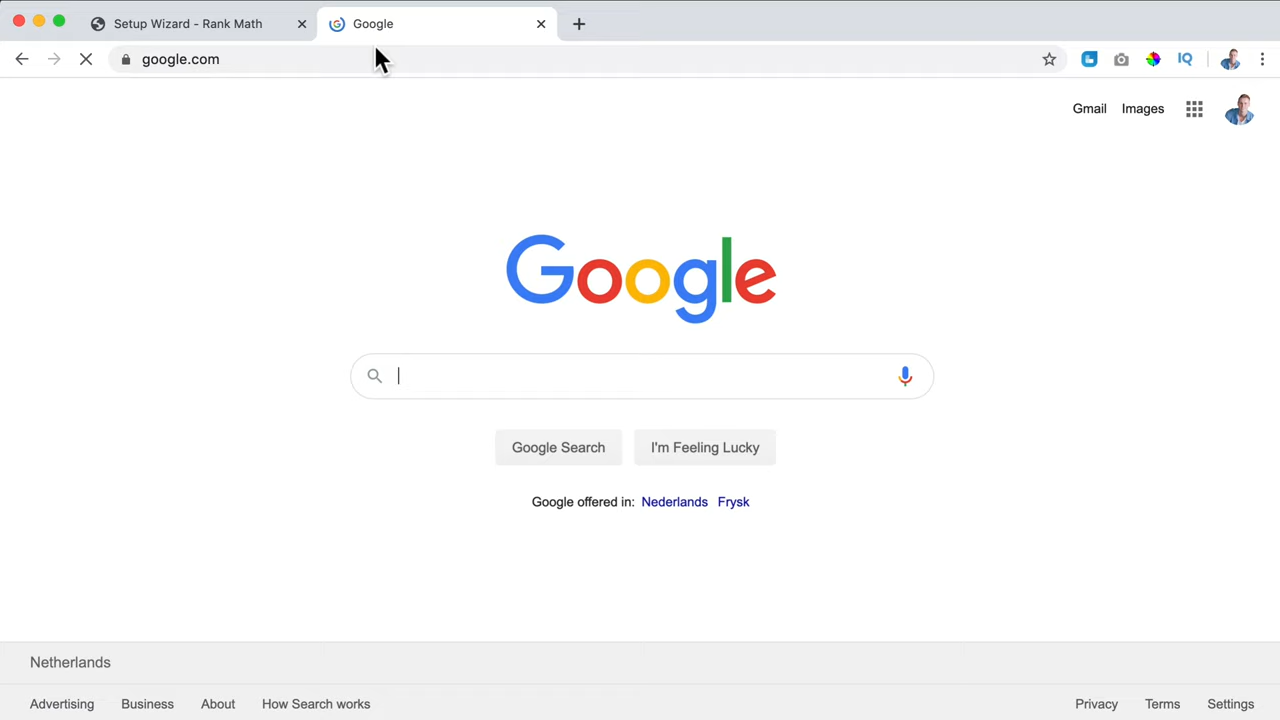 Setup Wizard - Rank Math
Google
google.com
IQ
Gmail Images
Google
Google Search I'm Feeling Lucky
Google offered in: Nederlands Frysk
Netherlands
Advertising Business About How Search works Privacy Terms Settings